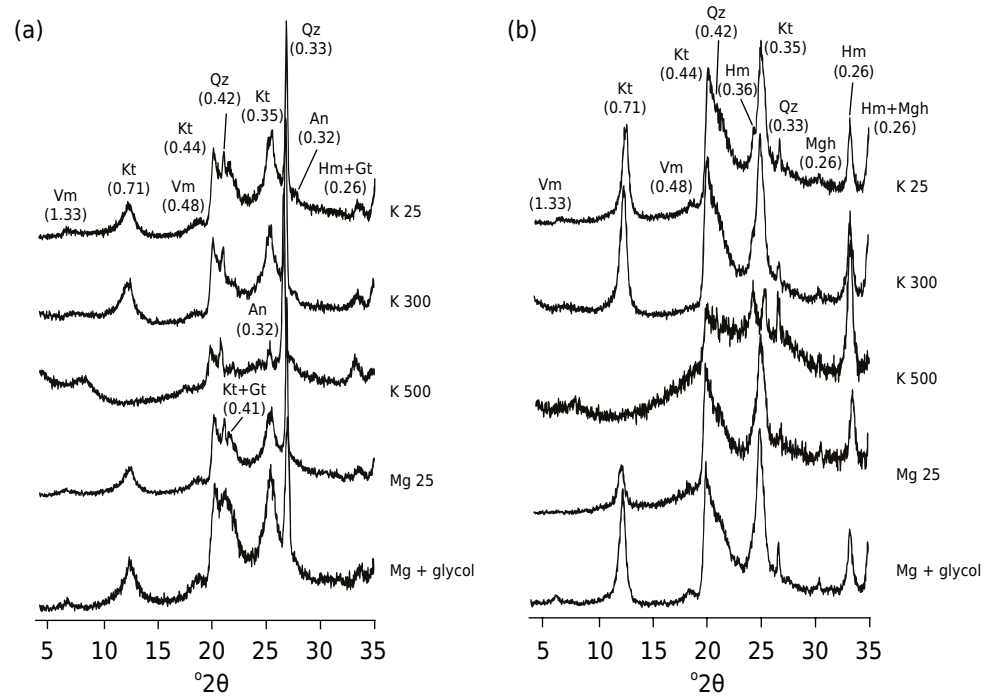 (a)
Qz
(0.33)
Qz
(0.42)
Kt
(0.35)
An
(0.32)
Kt
(0.44)
Hm+Gt
(0.26)
Kt
(0.71)
Vm
(0.48)
Vm
(1.33)
K 25
K 300
An
(0.32)
K 500
Kt+Gt
(0.41)
Mg 25
Mg + glycol
5 10 15 20 25 30 35
°2θ
(b)
Qz
(0.42)
Kt
(0.35)
Kt
(0.44)
Hm
(0.36)
Hm
(0.26)
Kt
(0.71)
Qz
(0.33)
Hm+Mgh
(0.26)
Mgh
(0.26)
Vm
(0.48)
Vm
(1.33)
K 25
K 300
K 500
Mg 25
Mg + glycol
5 10 15 20 25 30 35
°2θ